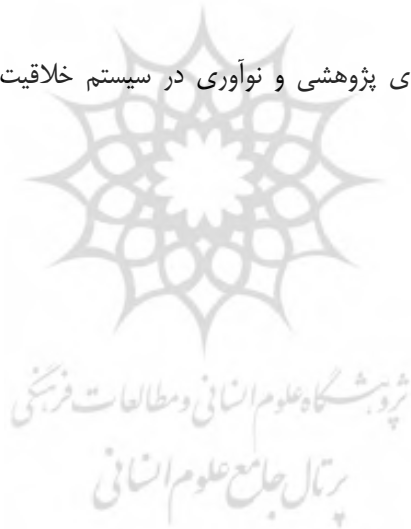 ی پژوهشی و نوآوری در سیستم خلاقیت
پژوهشگاه علوم انسانی و مطالعات فرهنگی
پرتال جامع علوم انسانی